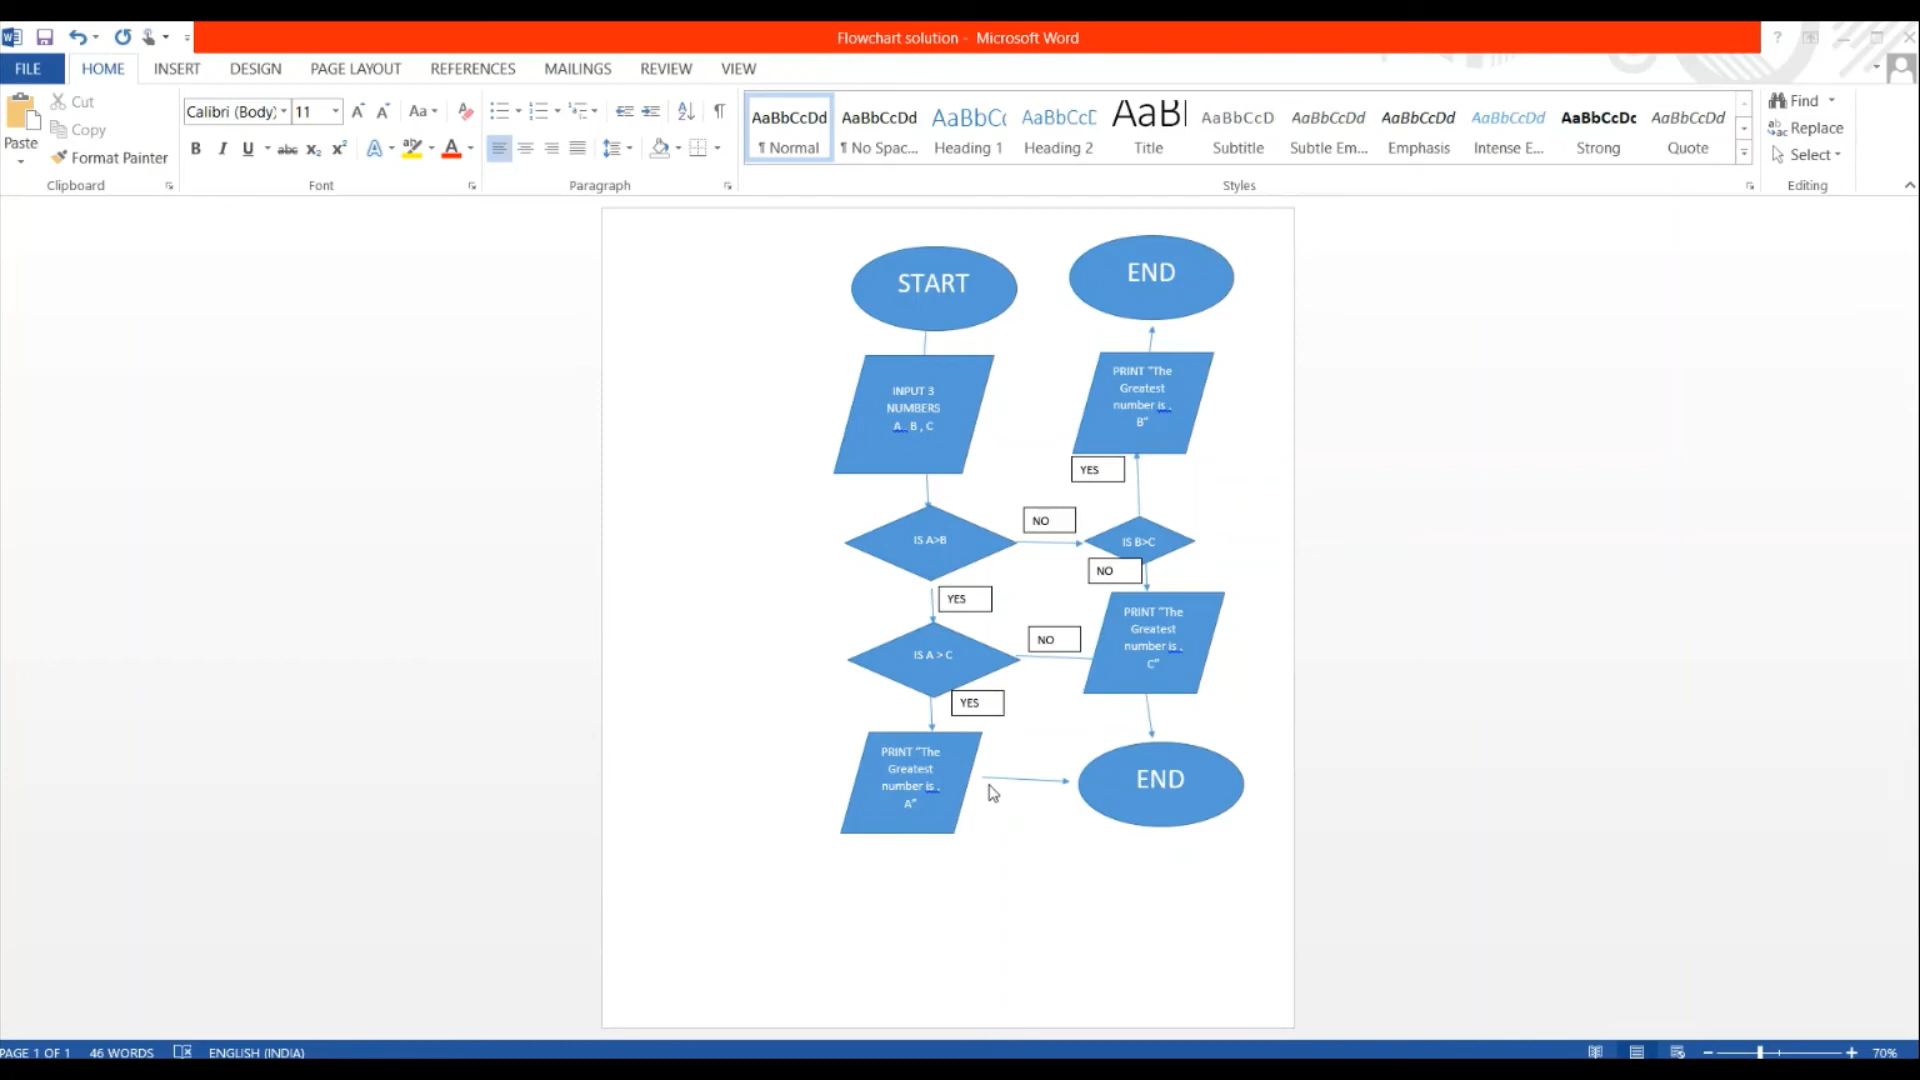 Flowchart solution - Microsoft Word
FILE HOME INSERT DESIGN PAGE LAYOUT REFERENCES MAILINGS REVIEW VIEW
Paste
Cut
Copy
Format Painter
Clipboard
Calibri (Body) 11
Font
Paragraph
AaBbCcDd AaBbCcDd AaBbC AaBbCcC AaB AaBbCcD AaBbCcDd AaBbCcDd AaBbCcDd AaBbCcDc AaBbCcDd
¶ Normal ¶ No Spac... Heading 1 Heading 2 Title Subtitle Subtle Em... Emphasis Intense E... Strong Quote
Styles
Find
Replace
Select
Editing
START
END
INPUT 3
NUMBERS
A. B , C
PRINT "The
Greatest
number is .
B"
YES
IS A>B
NO
IS B>C
NO
YES
PRINT "The
Greatest
number is .
C"
IS A > C
NO
YES
PRINT "The
Greatest
number is .
A"
END
PAGE 1 OF 1 46 WORDS ENGLISH (INDIA)
70%